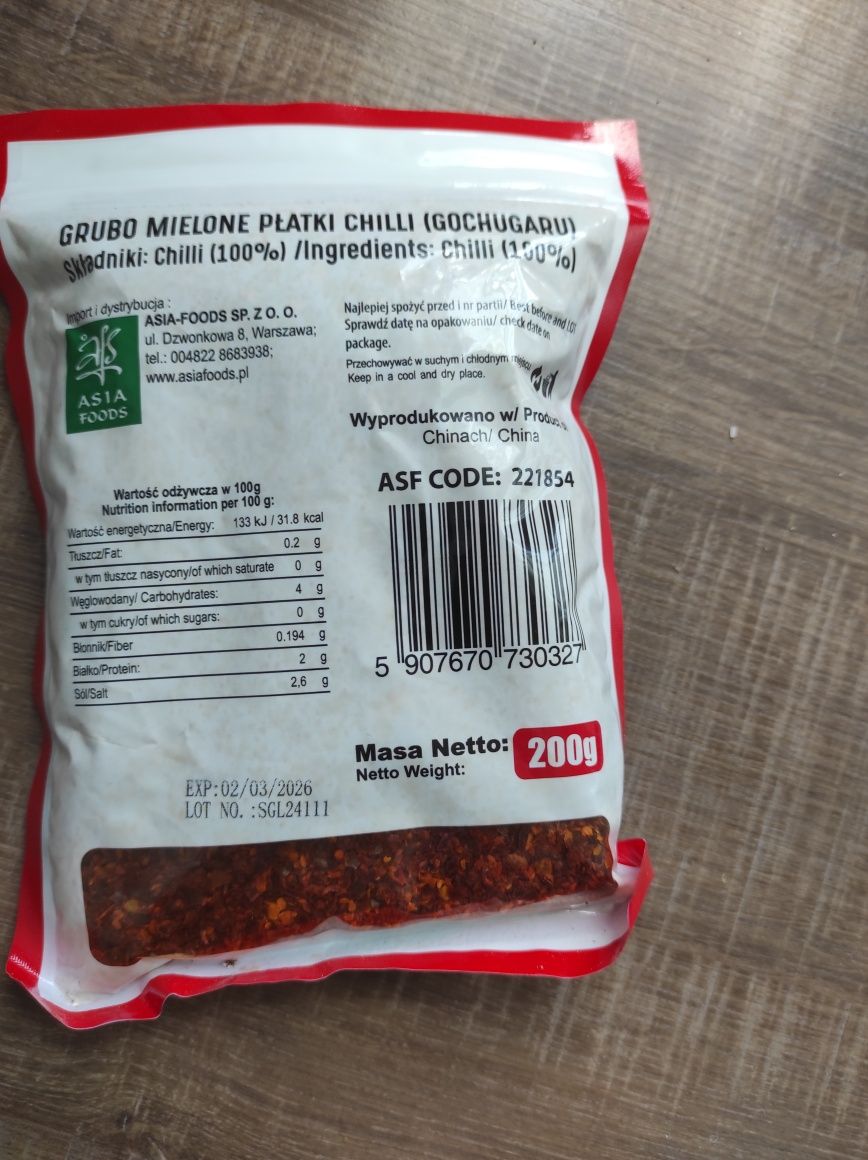 GRUBO MIELONE PŁATKI CHILLI (GOCHUGARU)
Składniki: Chilli (100%) /Ingredients: Chilli (100%)
Import i dystrybucja :
ASIA-FOODS SP. Z O. O.
ul. Dzwonkowa 8, Warszawa;
tel.: 004822 8683938;
www.asiafoods.pl
ASIA
FOODS
Najlepiej spożyć przed i nr partii/ Best before and LOT
Sprawdź datę na opakowaniu/ check date on
package.
Przechowywać w suchym i chłodnym miejscu
Keep in a cool and dry place.
Wyprodukowano w/
Chinach/ China
ASF CODE: 221854
5 907670 730327
Wartość odżywcza w 100g
Nutrition information per 100 g:
Wartość energetyczna/Energy: 133 kJ / 31.8 kcal
Tłuszcz/Fat: 0.2 g
w tym tłuszcz nasycony/of which saturate 0 g
Węglowodany/ Carbohydrates: 4 g
w tym cukry/of which sugars: 0 g
Błonnik/Fiber 0.194 g
Białko/Protein: 2 g
Sól/Salt 2,6 g
Masa Netto: 200g
Netto Weight:
EXP:02/03/2026
LOT NO. :SGL24111